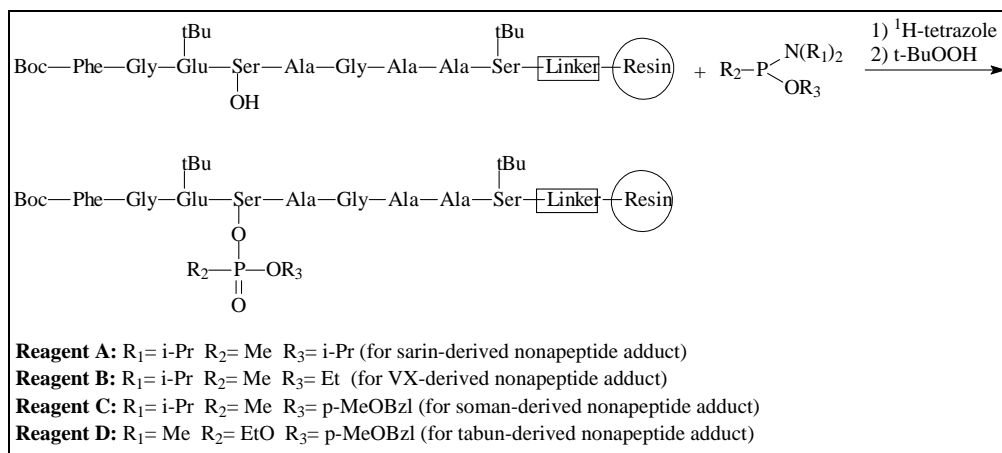 tBu tBu
Boc—Phe—Gly—Glu—Ser—Ala—Gly—Ala—Ala—Ser—Linker—Resin + R2—P N(R1)2 OR3 1) 1H-tetrazole 2) t-BuOOH
OH
tBu tBu
Boc—Phe—Gly—Glu—Ser—Ala—Gly—Ala—Ala—Ser—Linker—Resin
O
R2—P—OR3
O
Reagent A: R1= i-Pr R2= Me R3= i-Pr (for sarin-derived nonapeptide adduct)
Reagent B: R1= i-Pr R2= Me R3= Et (for VX-derived nonapeptide adduct)
Reagent C: R1= i-Pr R2= Me R3= p-MeOBzl (for soman-derived nonapeptide adduct)
Reagent D: R1= Me R2= EtO R3= p-MeOBzl (for tabun-derived nonapeptide adduct)